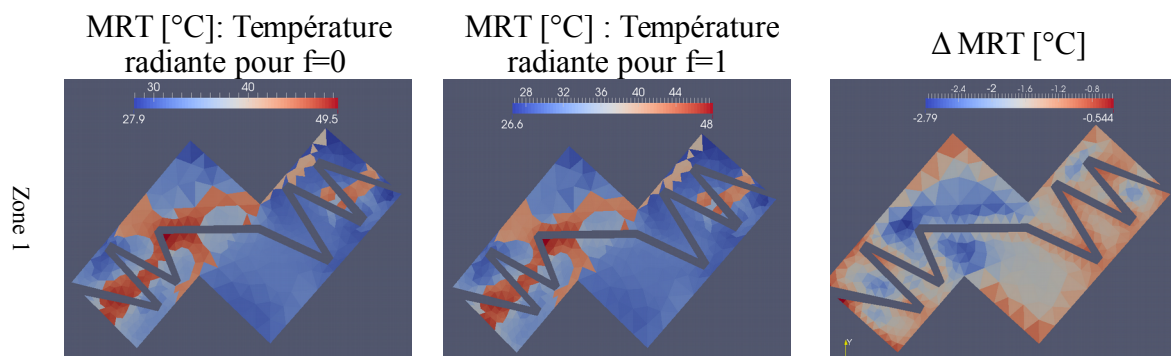 MRT [°C]: Température
radiante pour f=0
MRT [°C] : Température
radiante pour f=1
Δ MRT [°C]
Zone 1
30 40
27.9 49.5
28 32 36 40 44
26.6 48
-2.4 -2 -1.6 -1.2 -0.8
-2.79 -0.544
Y